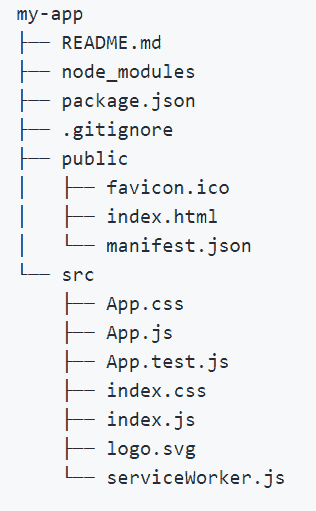 my-app
├── README.md
├── node_modules
├── package.json
├── .gitignore
├── public
│   ├── favicon.ico
│   ├── index.html
│   └── manifest.json
└── src
    ├── App.css
    ├── App.js
    ├── App.test.js
    ├── index.css
    ├── index.js
    ├── logo.svg
    └── serviceWorker.js